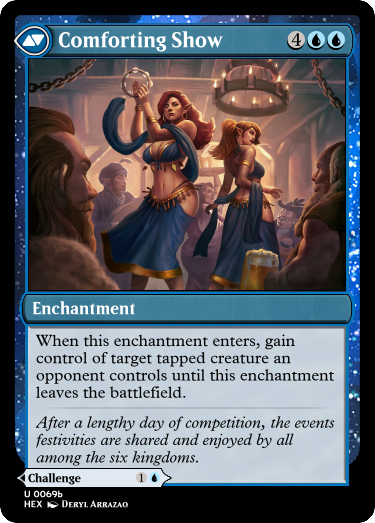 Comforting Show 4
Enchantment
When this enchantment enters, gain
control of target tapped creature an
opponent controls until this enchantment
leaves the battlefield.
After a lengthy day of competition, the events
festivities are shared and enjoyed by all
among the six kingdoms.
Challenge 1
U 0069b
HEX Deryl Arrazao